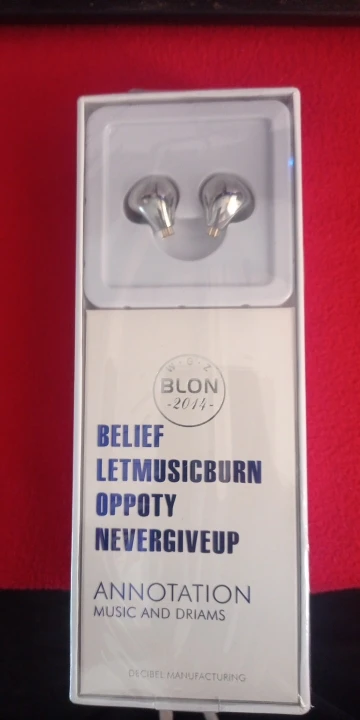 W·O·L
BLON
-2014-
BELIEF
LETMUSICBURN
OPPOTY
NEVERGIVEUP
ANNOTATION
MUSIC AND DRIAMS
DECIBEL MANUFACTURING